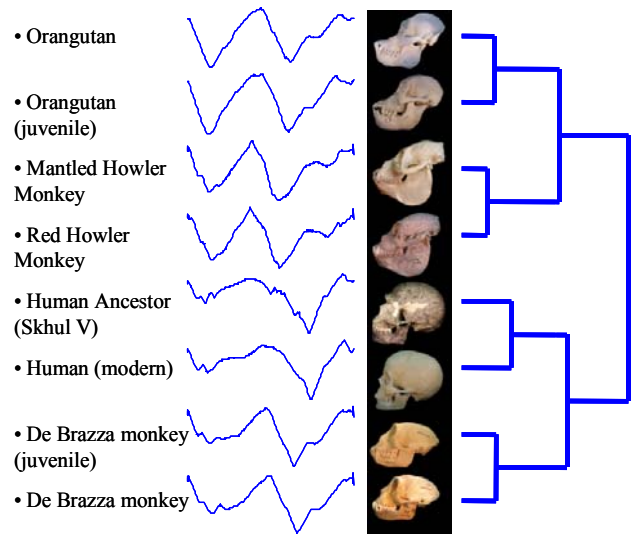 • Orangutan
• Orangutan
(juvenile)
• Mantled Howler
Monkey
• Red Howler
Monkey
• Human Ancestor
(Skhul V)
• Human (modern)
• De Brazza monkey
(juvenile)
• De Brazza monkey